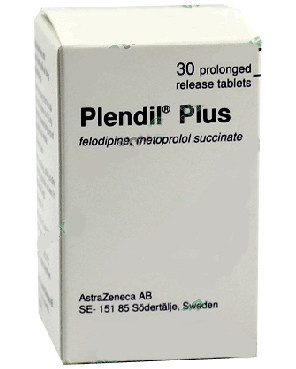 30 prolonged
release tablets
Plendil® Plus
felodipine, metoprolol succinate
AstraZeneca AB
SE- 151 85 Södertälje, Sweden